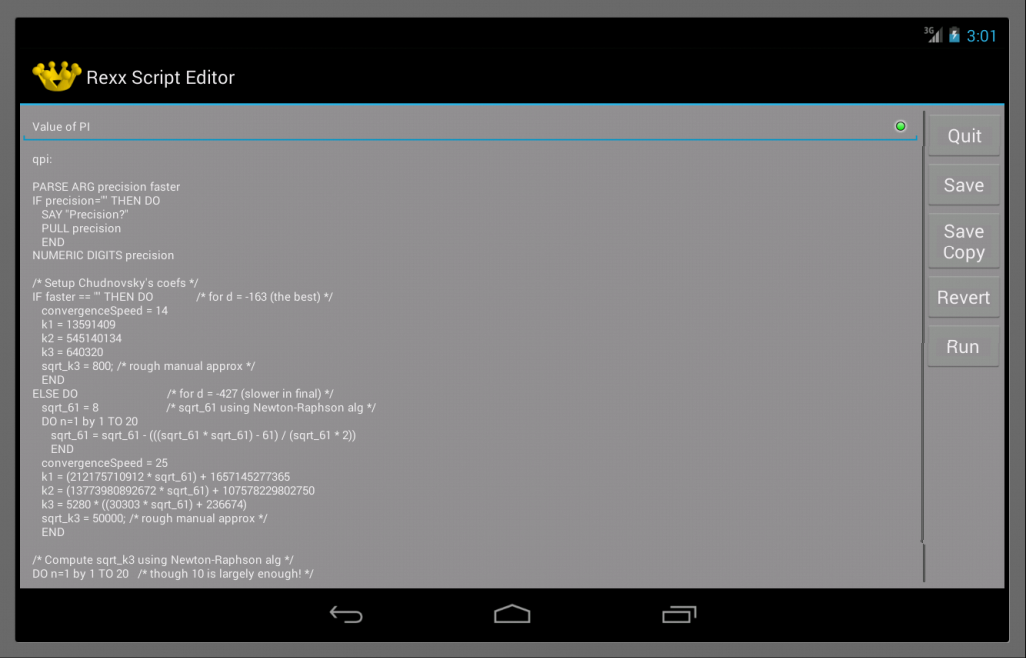 3G 3:01
Rexx Script Editor
Value of PI
Quit
Save
Save
Copy
Revert
Run
qpi:
PARSE ARG precision faster
IF precision="" THEN DO
SAY "Precision?"
PULL precision
END
NUMERIC DIGITS precision
/* Setup Chudnovsky's coefs */
IF faster == "" THEN DO /* for d = -163 (the best) */
convergenceSpeed = 14
k1 = 13591409
k2 = 545140134
k3 = 640320
sqrt_k3 = 800; /* rough manual approx */
END
ELSE DO /* for d = -427 (slower in final) */
sqrt_61 = 8 /* sqrt_61 using Newton-Raphson alg */
DO n=1 by 1 TO 20
sqrt_61 = sqrt_61 - (((sqrt_61 * sqrt_61) - 61) / (sqrt_61 * 2))
END
convergenceSpeed = 25
k1 = (212175710912 * sqrt_61) + 1657145277365
k2 = (13773980892672 * sqrt_61) + 107578229802750
k3 = 5280 * ((30303 * sqrt_61) + 236674)
sqrt_k3 = 50000; /* rough manual approx */
END
/* Compute sqrt_k3 using Newton-Raphson alg */
DO n=1 by 1 TO 20 /* though 10 is largely enough! */